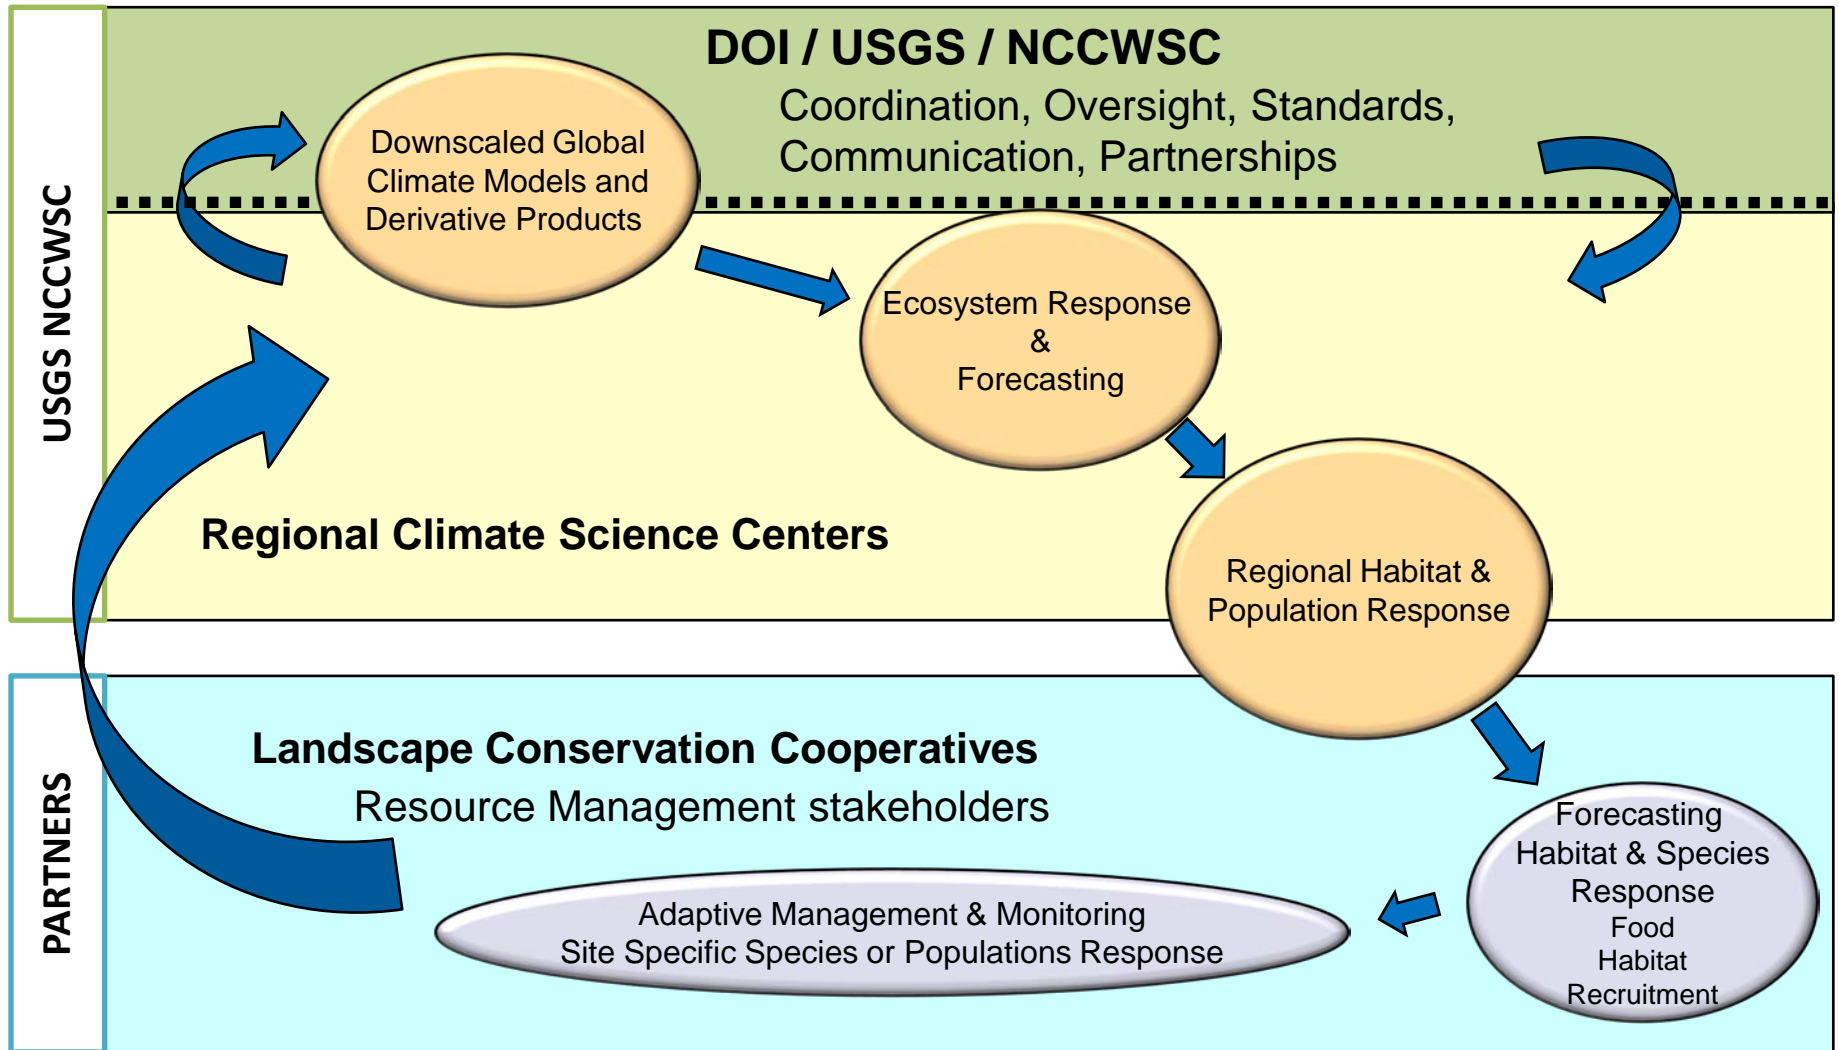 USGS NCCWSC
DOI / USGS / NCCWSC
Coordination, Oversight, Standards,
Communication, Partnerships
Downscaled Global
Climate Models and
Derivative Products
Ecosystem Response
&
Forecasting
Regional Climate Science Centers
Regional Habitat &
Population Response
PARTNERS
Landscape Conservation Cooperatives
Resource Management stakeholders
Forecasting
Habitat & Species
Response
Food
Habitat
Recruitment
Adaptive Management & Monitoring
Site Specific Species or Populations Response